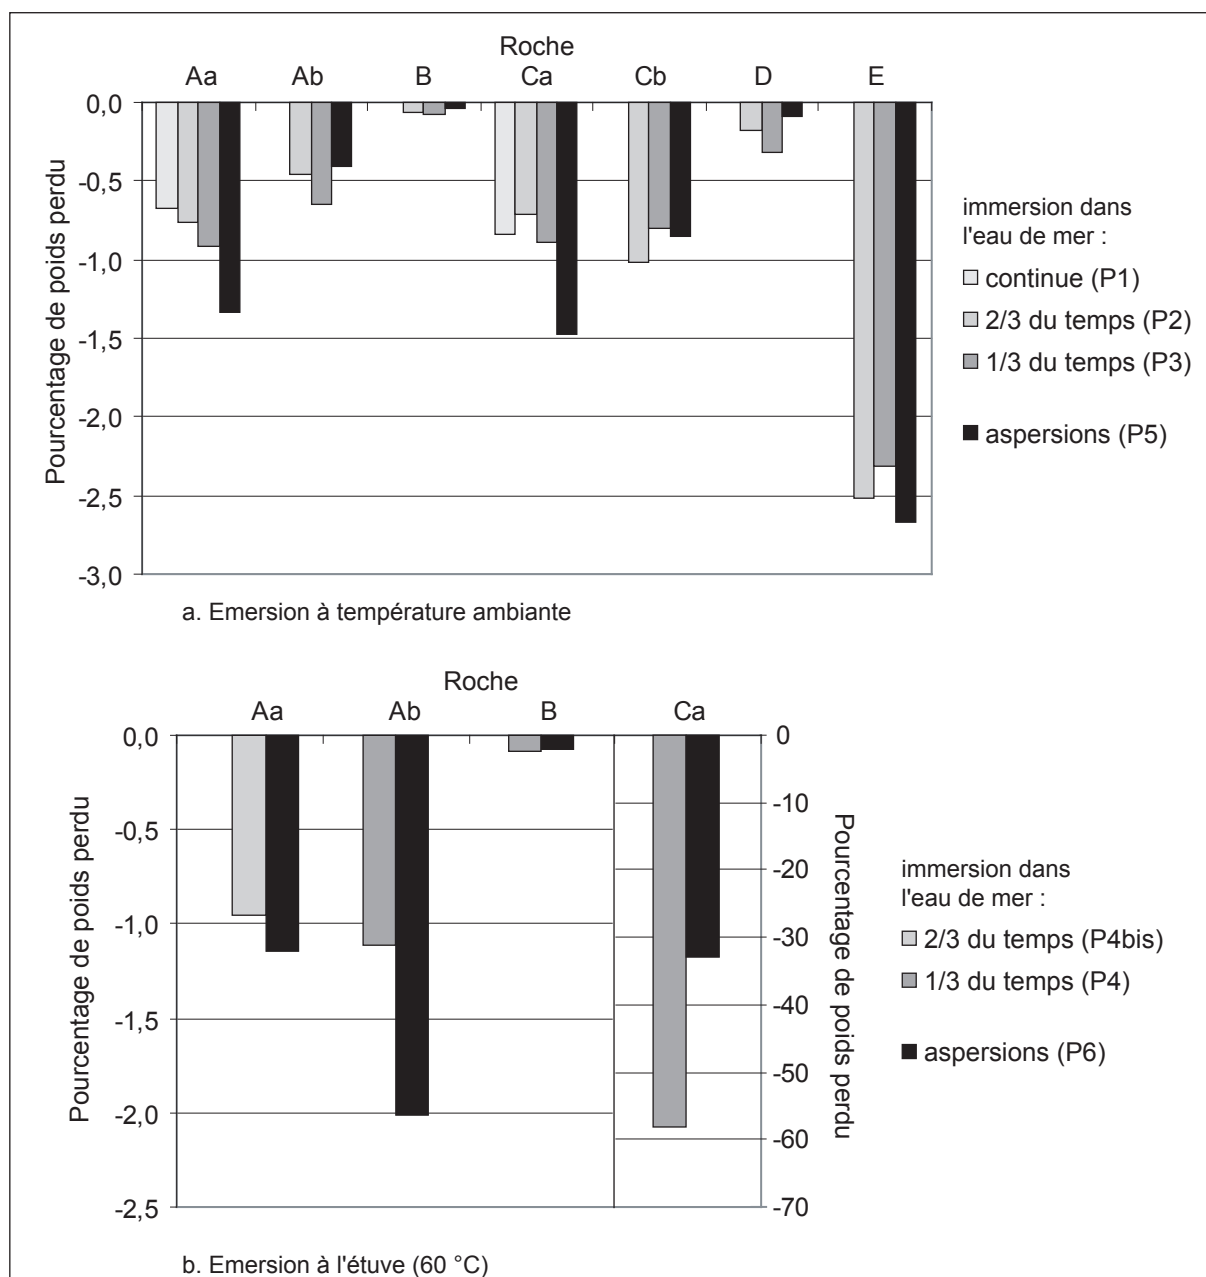 Roche
Aa Ab B Ca Cb D E
0,0
-0,5
-1,0
-1,5
-2,0
-2,5
-3,0
Pourcentage de poids perdu
immersion dans
l'eau de mer :
continue (P1)
2/3 du temps (P2)
1/3 du temps (P3)
aspersions (P5)
a. Emersion à température ambiante
Roche
Aa Ab B Ca
0,0
-0,5
-1,0
-1,5
-2,0
-2,5
Pourcentage de poids perdu
0
-10
-20
-30
-40
-50
-60
-70
Pourcentage de poids perdu
immersion dans
l'eau de mer :
2/3 du temps (P4bis)
1/3 du temps (P4)
aspersions (P6)
b. Emersion à l'étuve (60 °C)